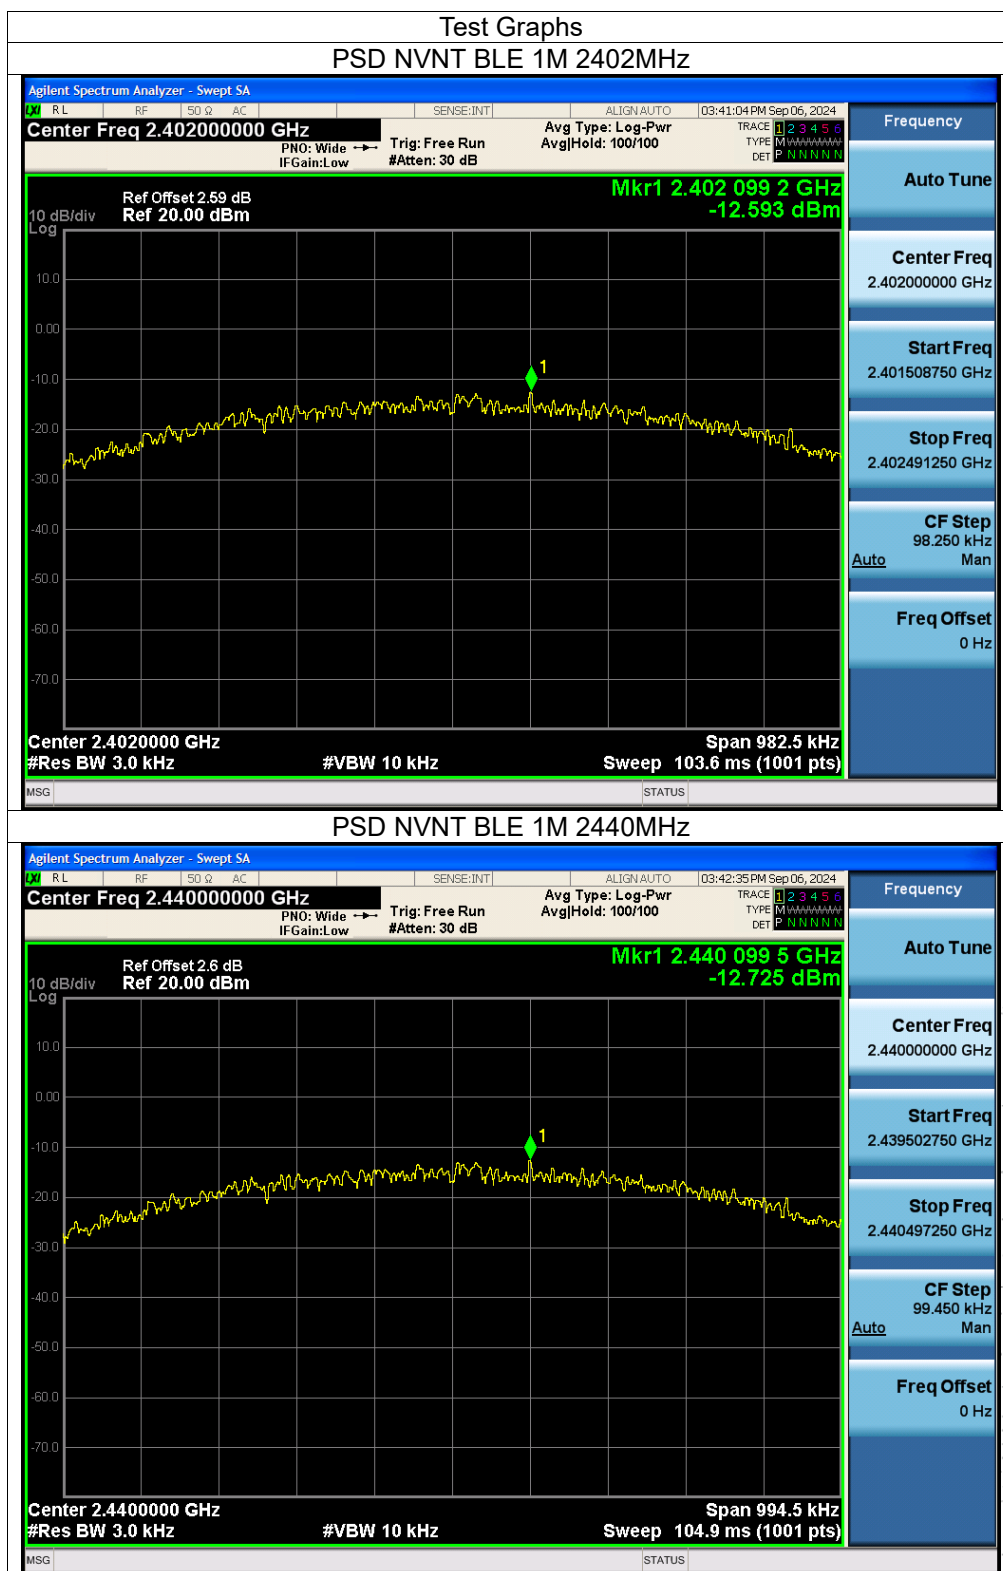 Test Graphs
PSD NVNT BLE 1M 2402MHz
Agilent Spectrum Analyzer - Swept SA
LXI RL RF 50 Ω AC SENSE:INT ALIGN AUTO 03:41:04 PM Sep 06, 2024
Center Freq 2.402000000 GHz
PNO: Wide
IFGain:Low
Trig: Free Run
#Atten: 30 dB
Avg Type: Log-Pwr
Avg|Hold: 100/100
TRACE 1 2 3 4 5 6
TYPE M W W W W W
DET P N N N N N
Frequency
Mkr1 2.402 099 2 GHz
-12.593 dBm
Ref Offset 2.59 dB
10 dB/div Ref 20.00 dBm
Log
10.0
0.00
-10.0
-20.0
-30.0
-40.0
-50.0
-60.0
-70.0
1
Center 2.4020000 GHz Span 982.5 kHz
#Res BW 3.0 kHz #VBW 10 kHz Sweep 103.6 ms (1001 pts)
Auto Tune
Center Freq
2.402000000 GHz
Start Freq
2.401508750 GHz
Stop Freq
2.402491250 GHz
CF Step
98.250 kHz
Auto Man
Freq Offset
0 Hz
MSG STATUS
PSD NVNT BLE 1M 2440MHz
Agilent Spectrum Analyzer - Swept SA
LXI RL RF 50 Ω AC SENSE:INT ALIGN AUTO 03:42:35 PM Sep 06, 2024
Center Freq 2.440000000 GHz
PNO: Wide
IFGain:Low
Trig: Free Run
#Atten: 30 dB
Avg Type: Log-Pwr
Avg|Hold: 100/100
TRACE 1 2 3 4 5 6
TYPE M W W W W W
DET P N N N N N
Frequency
Mkr1 2.440 099 5 GHz
-12.725 dBm
Ref Offset 2.6 dB
10 dB/div Ref 20.00 dBm
Log
10.0
0.00
-10.0
-20.0
-30.0
-40.0
-50.0
-60.0
-70.0
1
Center 2.4400000 GHz Span 994.5 kHz
#Res BW 3.0 kHz #VBW 10 kHz Sweep 104.9 ms (1001 pts)
Auto Tune
Center Freq
2.440000000 GHz
Start Freq
2.439502750 GHz
Stop Freq
2.440497250 GHz
CF Step
99.450 kHz
Auto Man
Freq Offset
0 Hz
MSG STATUS